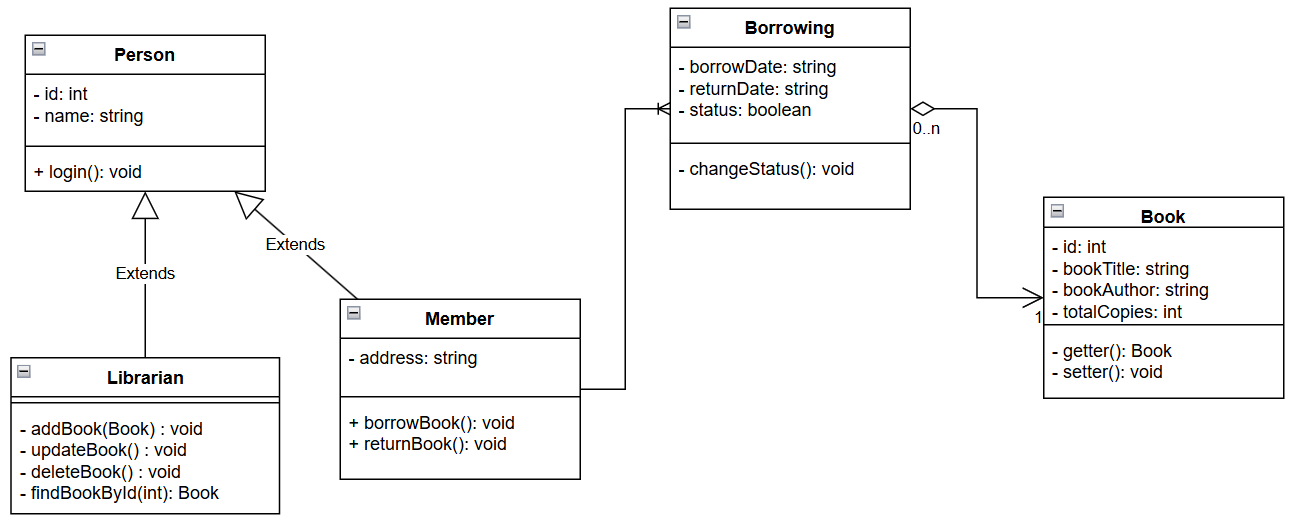 Person
- id: int
- name: string
+ login(): void
Extends
Extends
Librarian
- addBook(Book) : void
- updateBook() : void
- deleteBook() : void
- findBookById(int): Book
Member
- address: string
+ borrowBook(): void
+ returnBook(): void
Borrowing
- borrowDate: string
- returnDate: string
- status: boolean
- changeStatus(): void
0..n
1
Book
- id: int
- bookTitle: string
- bookAuthor: string
- totalCopies: int
- getter(): Book
- setter(): void